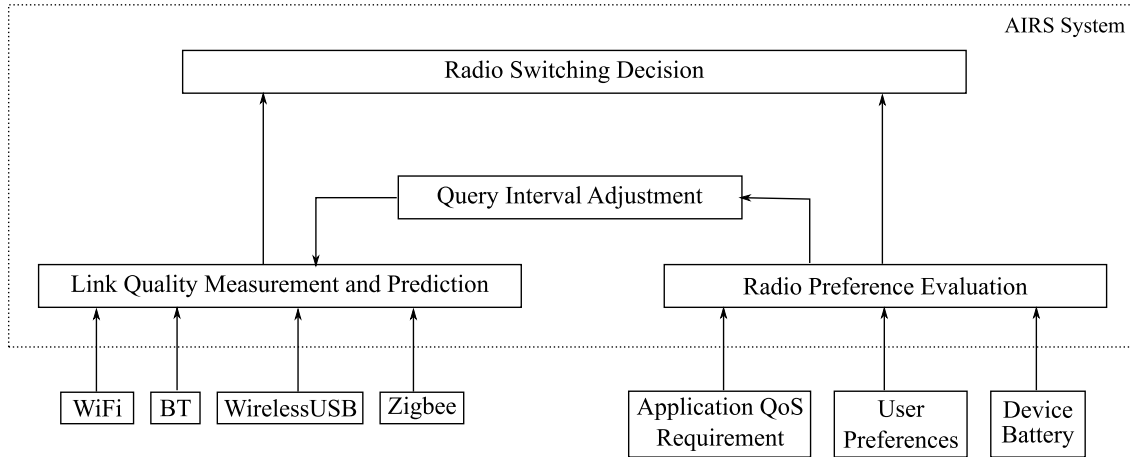 AIRS System
Radio Switching Decision
Query Interval Adjustment
Link Quality Measurement and Prediction
Radio Preference Evaluation
WiFi
BT
WirelessUSB
Zigbee
Application QoS
Requirement
User
Preferences
Device
Battery